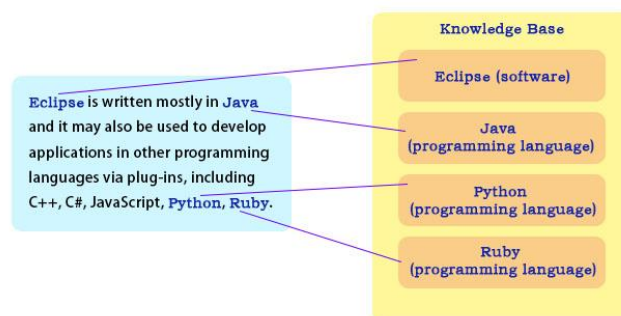 Eclipse is written mostly in Java
and it may also be used to develop
applications in other programming
languages via plug-ins, including
C++, C#, JavaScript, Python, Ruby.
Knowledge Base
Eclipse (software)
Java
(programming language)
Python
(programming language)
Ruby
(programming language)